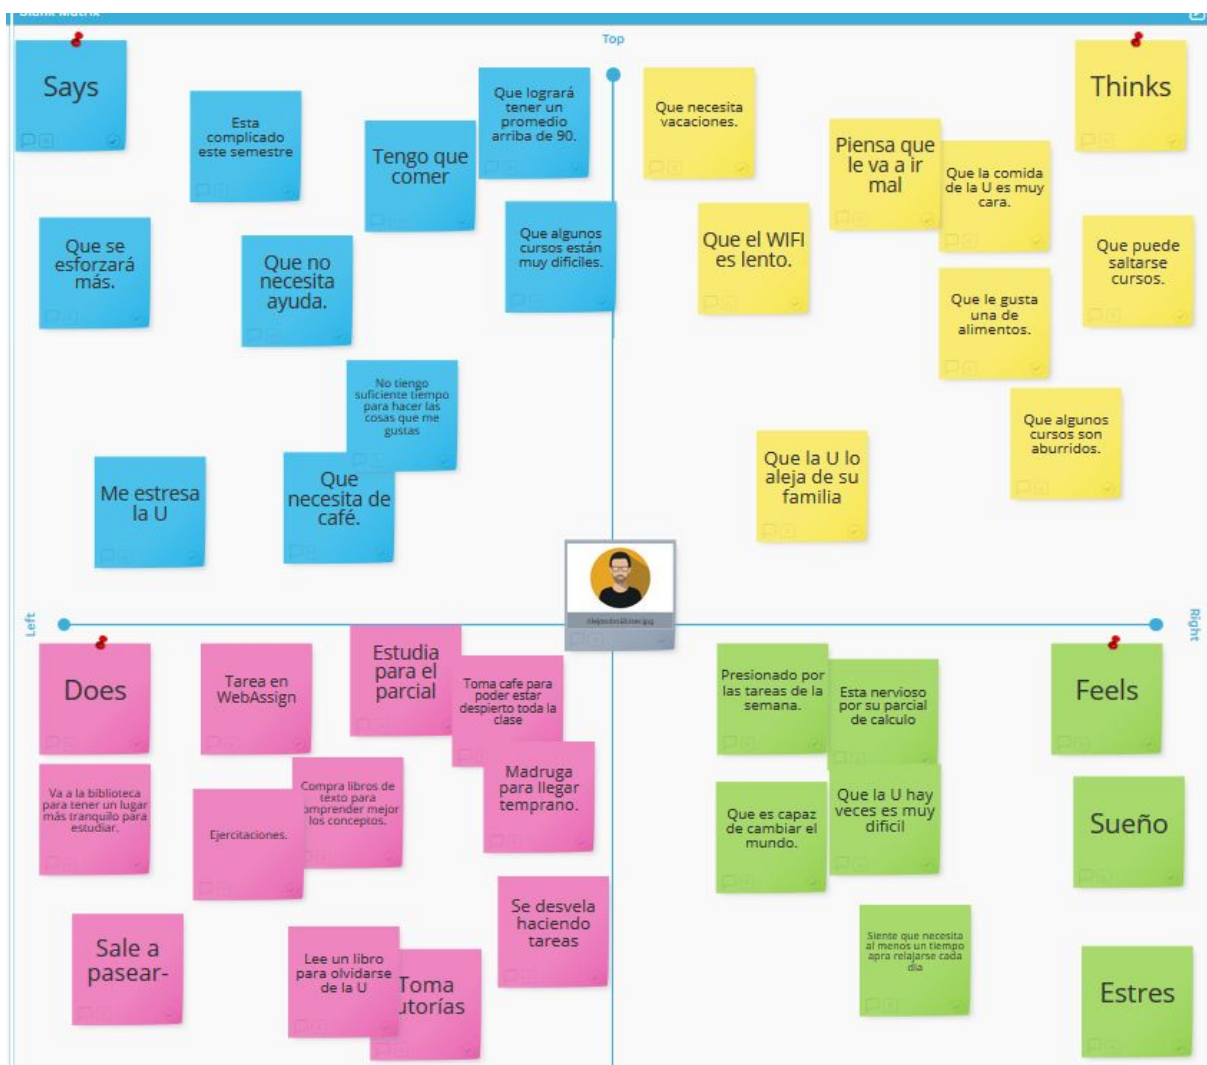 Blank Matrix
Top
Says
Esta
complicado
este semestre
Tengo que
comer
Que logrará
tener un
promedio
arriba de 90.
Que se
esforzará
más.
Que no
necesita
ayuda.
Que algunos
cursos están
muy dificiles.
No tiengo
suficiente tiempo
para hacer las
cosas que me
gustas
Me estresa
la U
Que
necesita de
café.
Thinks
Que necesita
vacaciones.
Piensa que
le va a ir
mal
Que la comida
de la U es muy
cara.
Que el WIFI
es lento.
Que puede
saltarse
cursos.
Que le gusta
una de
alimentos.
Que algunos
cursos son
aburridos.
Que la U lo
aleja de su
familia
Left
Right
Does
Tarea en
WebAssign
Estudia
para el
parcial
Toma cafe para
poder estar
despierto toda la
clase
Va a la biblioteca
para tener un lugar
más tranquilo para
estudiar.
Ejercitaciones.
Compra libros de
texto para
omprender mejor
los conceptos.
Madruga
para llegar
temprano.
Sale a
pasear-
Lee un libro
para olvidarse
de la U
Toma
utorías
Se desvela
haciendo
tareas
Feels
Presionado por
las tareas de la
semana.
Esta nervioso
por su parcial
de calculo
Que es capaz
de cambiar el
mundo.
Que la U hay
veces es muy
dificil
Sueño
Siente que necesita
al menos un tiempo
apra relajarse cada
dia
Estres